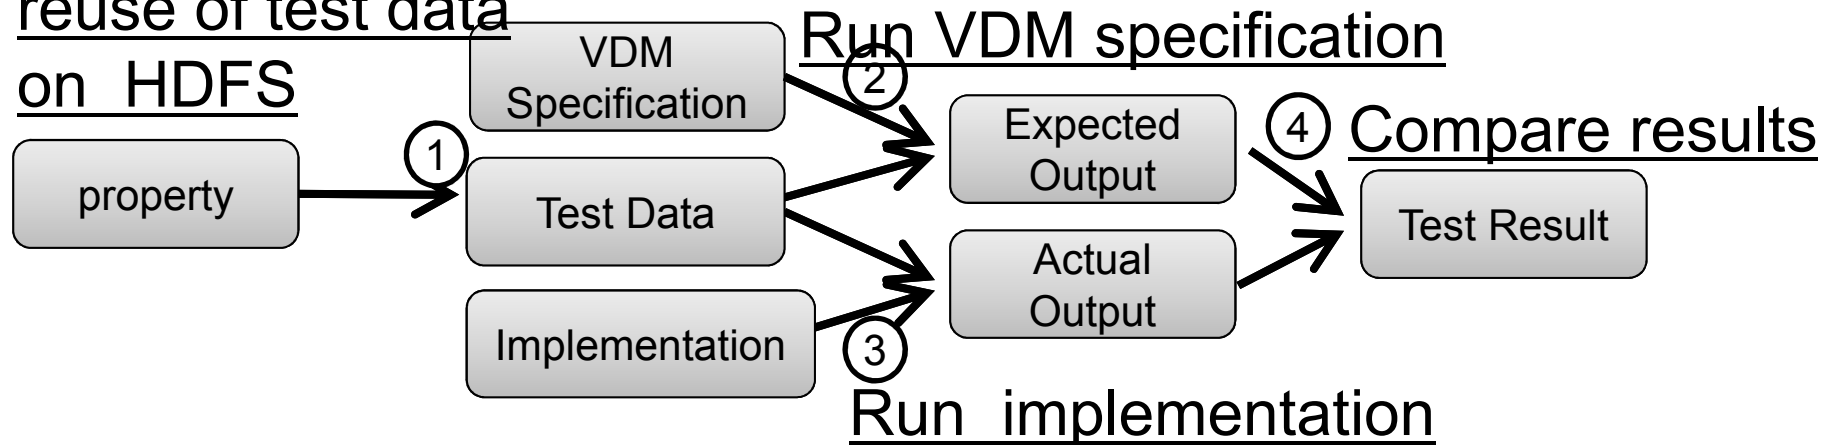 reuse of test data
on HDFS
property
1
VDM
Specification
Test Data
Implementation
Run VDM specification
2
3
Run implementation
Expected
Output
Actual
Output
4
Compare results
Test Result